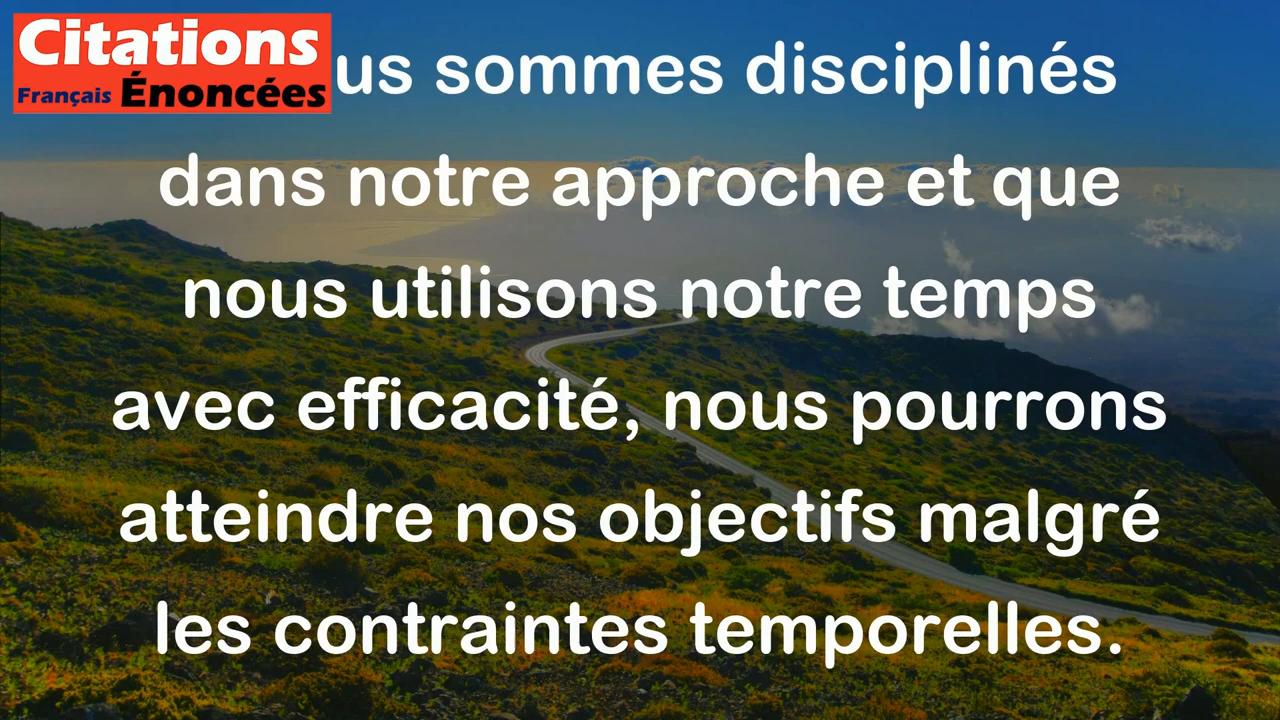 Citations
Français Énoncées
us sommes disciplinés
dans notre approche et que
nous utilisons notre temps
avec efficacité, nous pourrons
atteindre nos objectifs malgré
les contraintes temporelles.